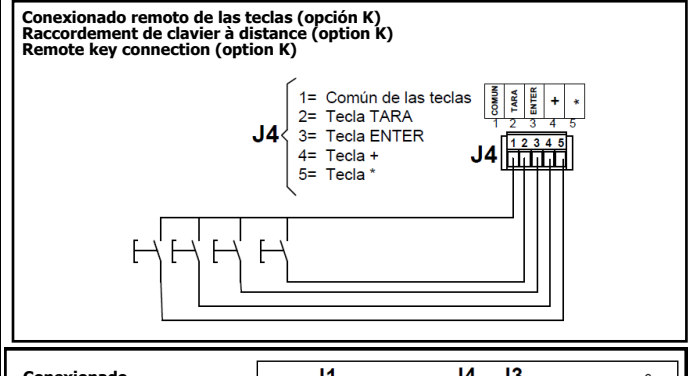 Conexionado remoto de las teclas (opción K)
Raccordement de clavier à distance (option K)
Remote key connection (option K)
J4
1= Común de las teclas
2= Tecla TARA
3= Tecla ENTER
4= Tecla +
5= Tecla *
COMUN TARA ENTER + *
1 2 3 4 5
J4
1 2 3 4 5
Conexionado
J1 J4 J3